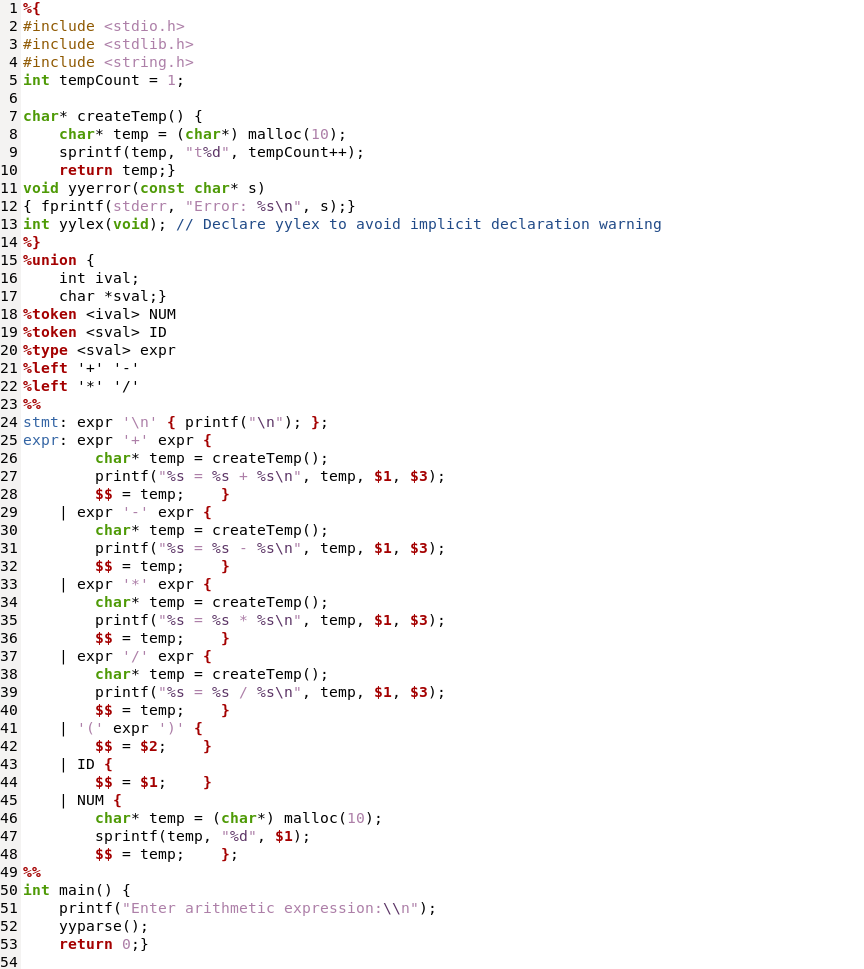 1 %{
2 #include <stdio.h>
3 #include <stdlib.h>
4 #include <string.h>
5 int tempCount = 1;
6
7 char* createTemp() {
8     char* temp = (char*) malloc(10);
9     sprintf(temp, "t%d", tempCount++);
10     return temp;}
11 void yyerror(const char* s)
12 { fprintf(stderr, "Error: %s\n", s);}
13 int yylex(void); // Declare yylex to avoid implicit declaration warning
14 %}
15 %union {
16     int ival;
17     char *sval;}
18 %token <ival> NUM
19 %token <sval> ID
20 %type <sval> expr
21 %left '+' '-'
22 %left '*' '/'
23 %%
24 stmt: expr '\n' { printf("\n"); };
25 expr: expr '+' expr {
26         char* temp = createTemp();
27         printf("%s = %s + %s\n", temp, $1, $3);
28         $$ = temp;    }
29     | expr '-' expr {
30         char* temp = createTemp();
31         printf("%s = %s - %s\n", temp, $1, $3);
32         $$ = temp;    }
33     | expr '*' expr {
34         char* temp = createTemp();
35         printf("%s = %s * %s\n", temp, $1, $3);
36         $$ = temp;    }
37     | expr '/' expr {
38         char* temp = createTemp();
39         printf("%s = %s / %s\n", temp, $1, $3);
40         $$ = temp;    }
41     | '(' expr ')' {
42         $$ = $2;    }
43     | ID {
44         $$ = $1;    }
45     | NUM {
46         char* temp = (char*) malloc(10);
47         sprintf(temp, "%d", $1);
48         $$ = temp;    };
49 %%
50 int main() {
51     printf("Enter arithmetic expression:\\n");
52     yyparse();
53     return 0;}
54